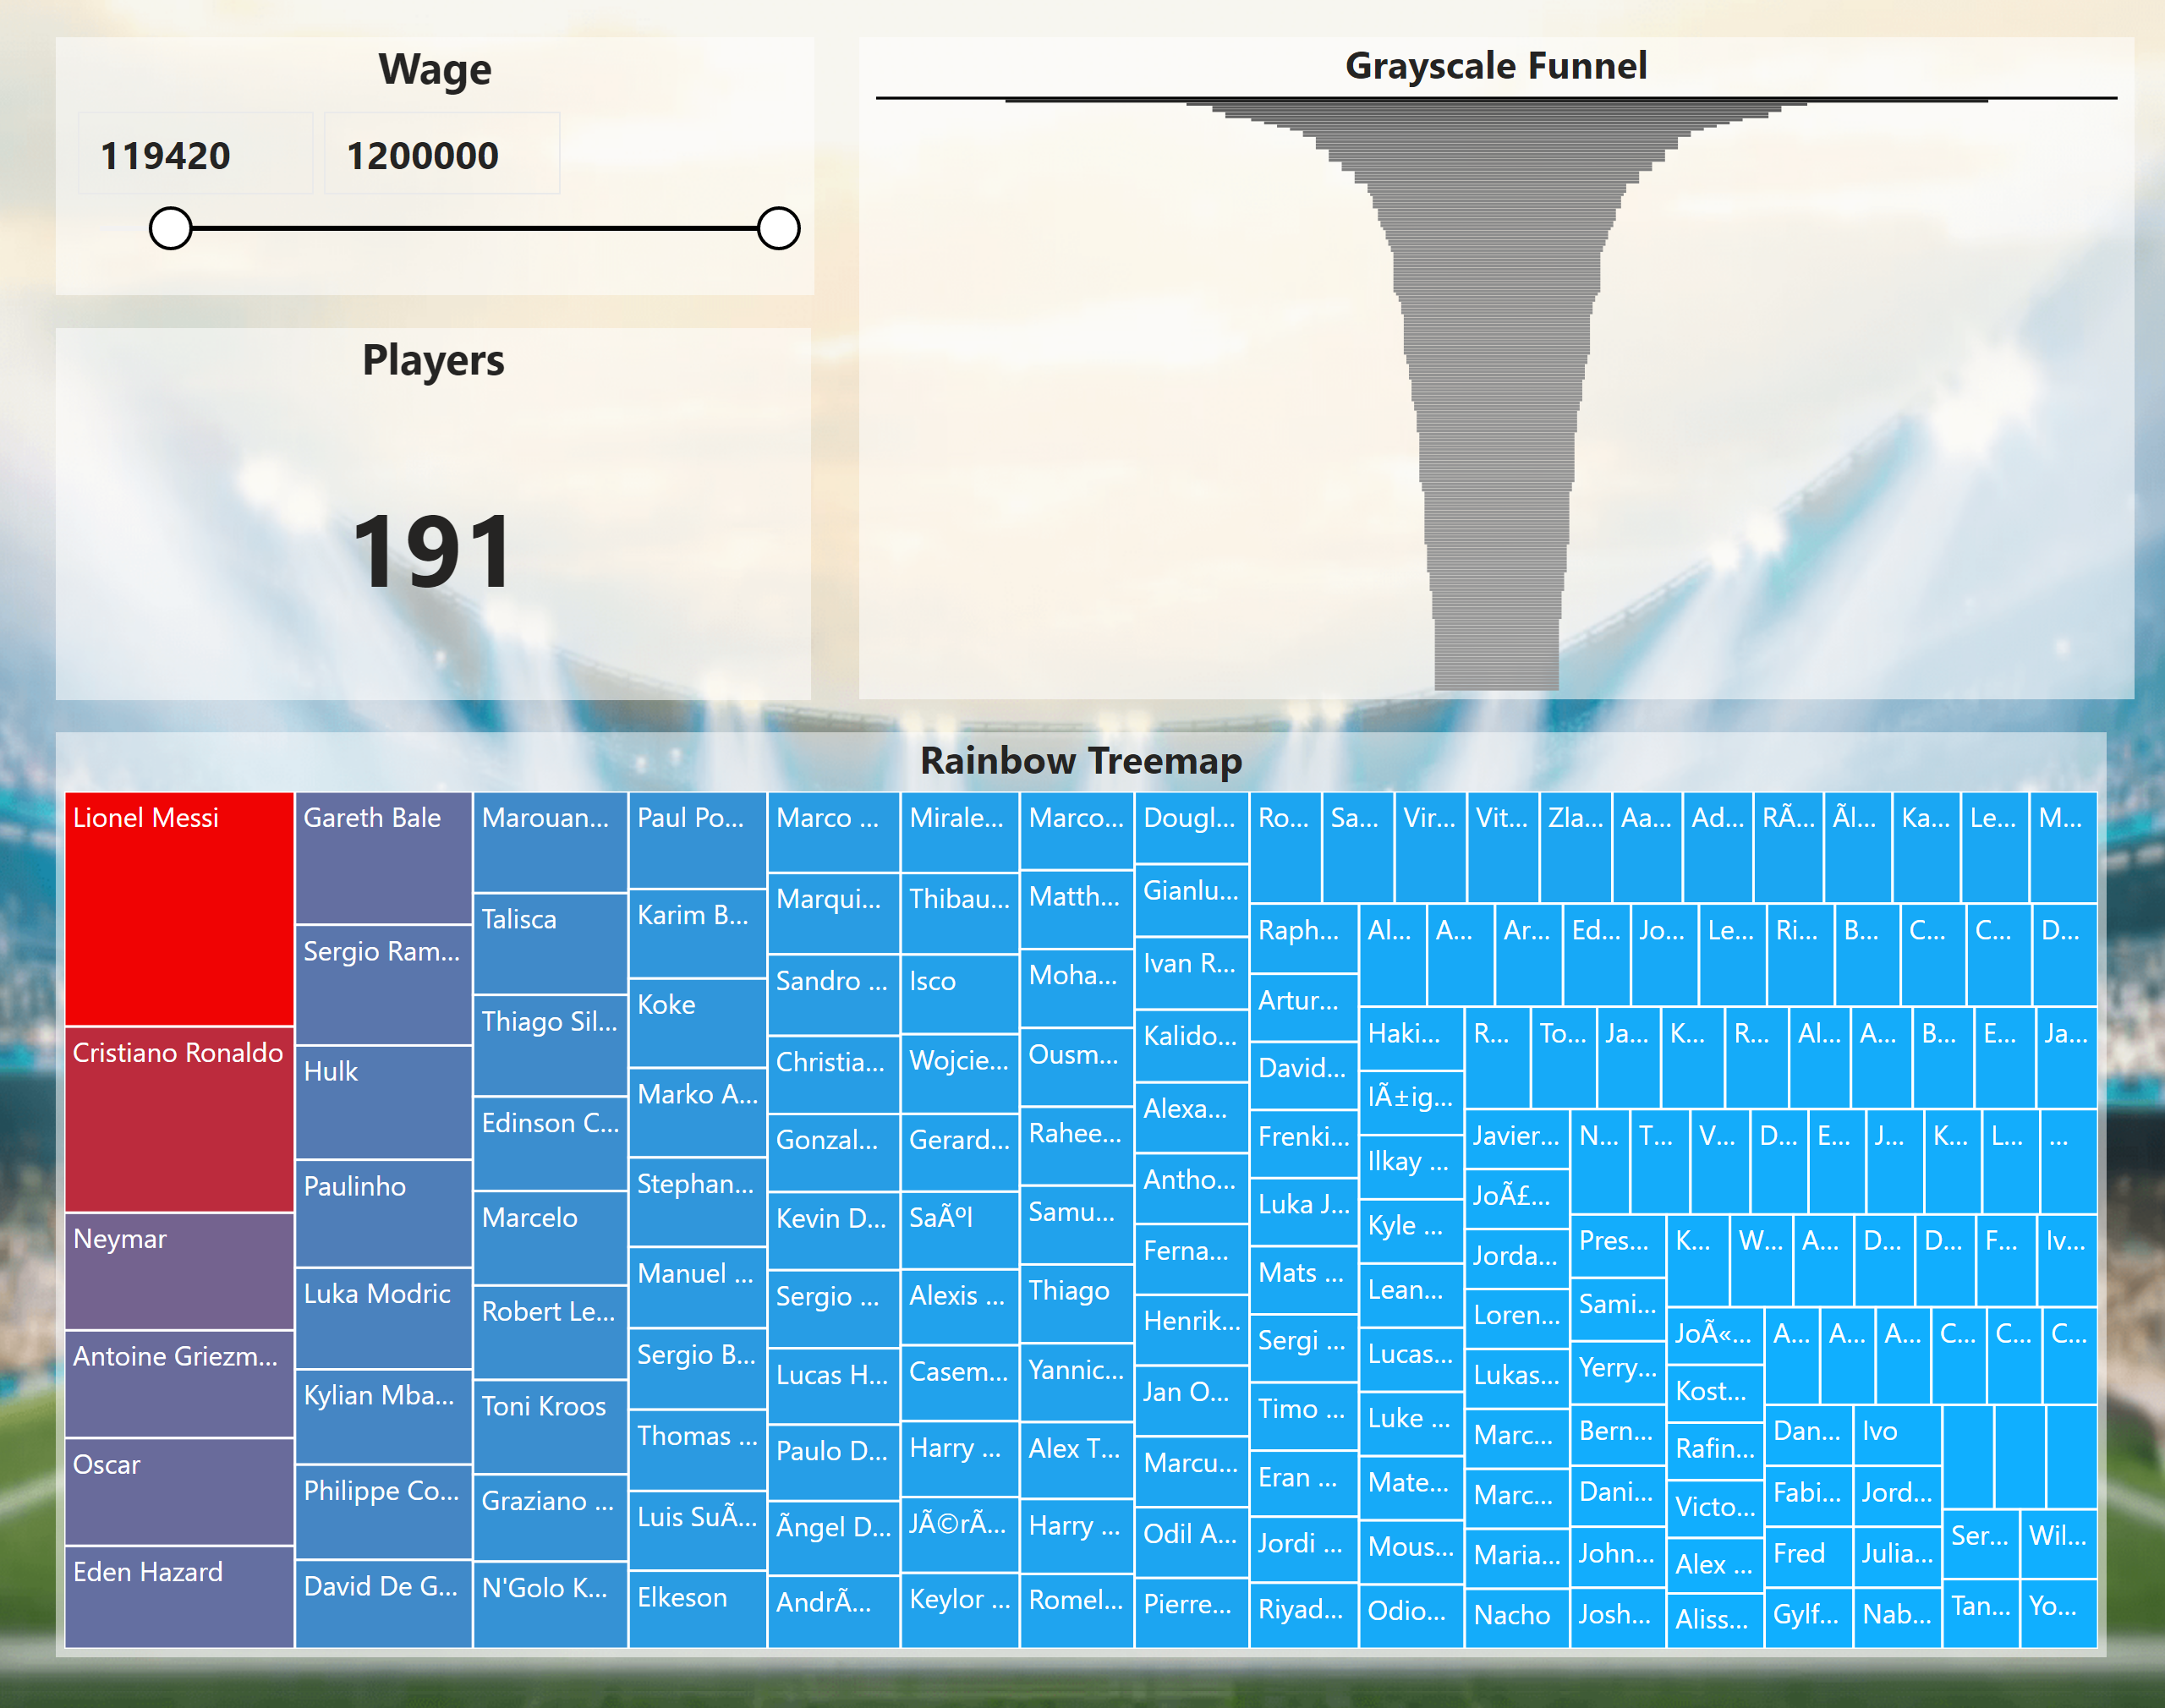 Wage
119420
1200000
Players
191
Grayscale Funnel
Rainbow Treemap
Lionel Messi
Cristiano Ronaldo
Neymar
Antoine Griezm...
Oscar
Eden Hazard
Gareth Bale
Sergio Ram...
Hulk
Paulinho
Luka Modric
Kylian Mba...
Philippe Co...
David De G...
Marouan...
Talisca
Thiago Sil...
Edinson C...
Marcelo
Robert Le...
Toni Kroos
Graziano ...
N'Golo K...
Paul Po...
Karim B...
Koke
Marko A...
Stephan...
Manuel ...
Sergio B...
Thomas ...
Luis SuÃ...
Elkeson
Marco ...
Marqui...
Sandro ...
Christia...
Gonzal...
Kevin D...
Sergio ...
Lucas H...
Paulo D...
Ãngel D...
AndrÃ...
Mirale...
Thibau...
Isco
Wojcie...
Gerard...
SaÃºl
Alexis ...
Casem...
Harry ...
JÃ©rÃ...
Keylor ...
Marco...
Matth...
Moha...
Ousm...
Rahee...
Samu...
Thiago
Yannic...
Alex T...
Harry ...
Romel...
Dougl...
Gianlu...
Ivan R...
Kalido...
Alexa...
Antho...
Ferna...
Henrik...
Jan O...
Marcu...
Odil A...
Pierre...
Ro...
Sa...
Vir...
Vit...
Zla...
Aa...
Ad...
RÃ...
Ãl...
Ka...
Le...
M...
Raph...
Artur...
David...
Frenki...
Luka J...
Mats ...
Sergi ...
Timo ...
Eran ...
Jordi ...
Riyad...
Al...
A...
Ar...
Ed...
Jo...
Le...
Ri...
B...
C...
C...
D...
Haki...
IÃ±ig...
Ilkay ...
Kyle ...
Lean...
Lucas...
Luke ...
Mate...
Mous...
Odio...
R...
To...
Ja...
K...
R...
Al...
A...
B...
E...
Ja...
Javier...
JoÃ£...
Jorda...
Loren...
Lukas...
Marc...
Marc...
Maria...
Nacho
N...
T...
V...
D...
E...
J...
K...
L...
...
Pres...
Sami...
Yerry...
Bern...
Dani...
John...
Josh...
K...
W...
A...
D...
D...
F...
Iv...
JoÃ«...
Kost...
Rafin...
Victo...
Alex ...
Aliss...
A...
A...
A...
C...
C...
C...
Dan...
Fabi...
Fred
Gylf...
Ivo
Jord...
Julia...
Nab...
Ser...
Wil...
Tan...
Yo...